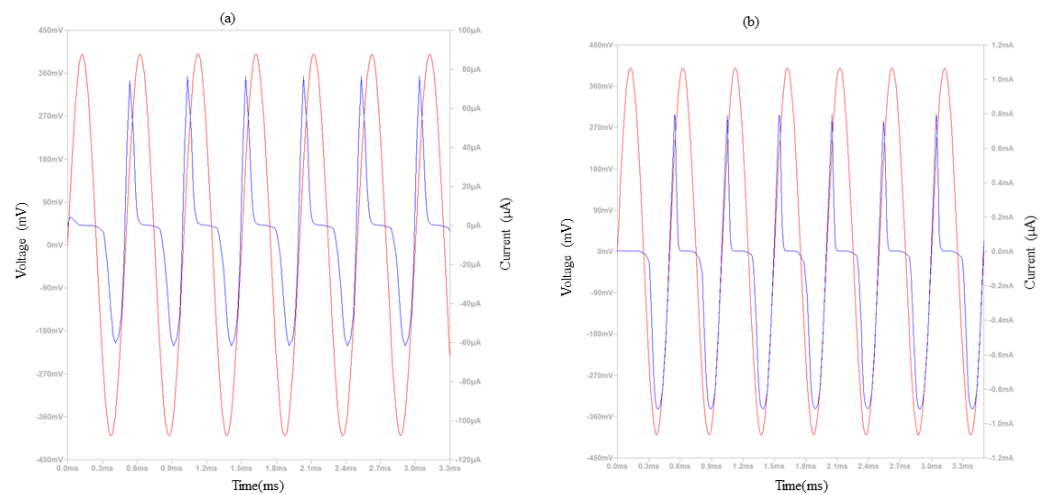 (a)
450mV
360mV
270mV
180mV
90mV
0mV
-90mV
-180mV
-270mV
-360mV
-450mV
Voltage (mV)
100µA
80µA
60µA
40µA
20µA
0µA
-20µA
-40µA
-60µA
-80µA
-100µA
-120µA
Current (µA)
0.0ms 0.3ms 0.6ms 0.9ms 1.2ms 1.5ms 1.8ms 2.1ms 2.4ms 2.7ms 3.0ms 3.3ms
Time(ms)
(b)
450mV
360mV
270mV
180mV
90mV
0mV
-90mV
-180mV
-270mV
-360mV
-450mV
Voltage (mV)
1.2mA
1.0mA
0.8mA
0.6mA
0.4mA
0.2mA
0.0mA
-0.2mA
-0.4mA
-0.6mA
-0.8mA
-1.0mA
-1.2mA
Current (µA)
0.0ms 0.3ms 0.6ms 0.9ms 1.2ms 1.5ms 1.8ms 2.1ms 2.4ms 2.7ms 3.0ms 3.3ms
Time(ms)